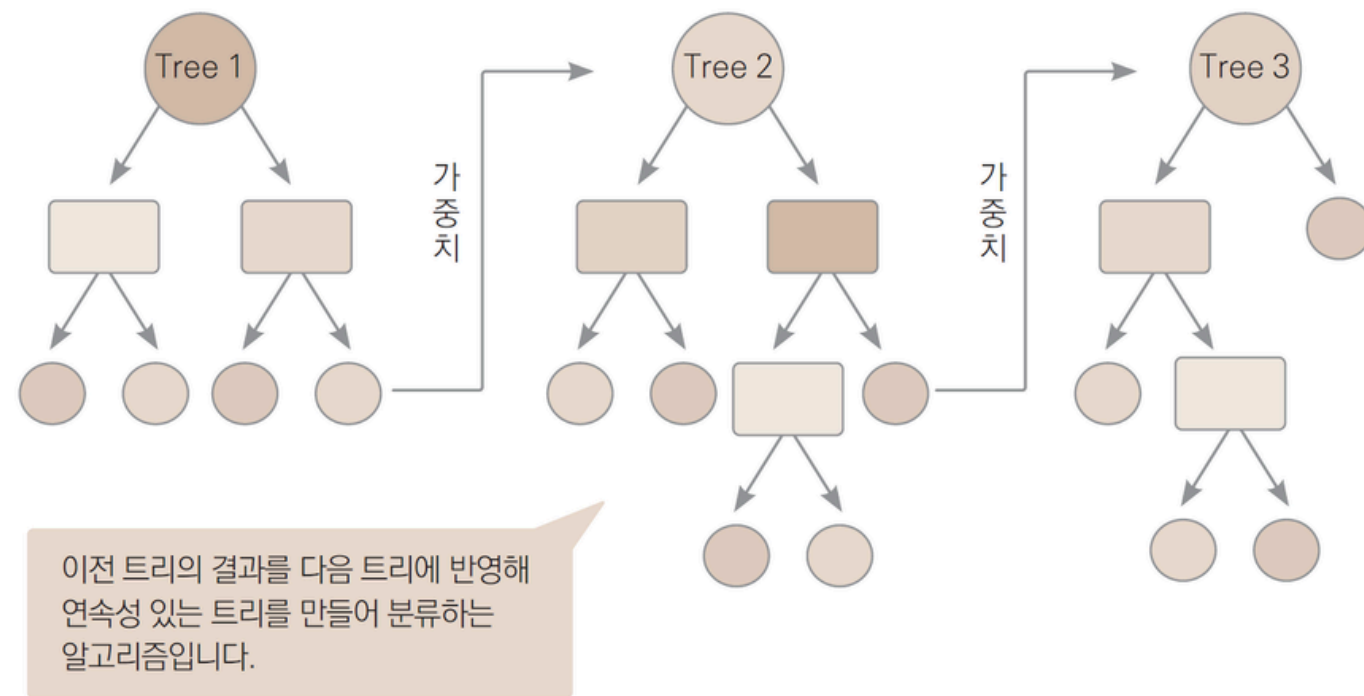 Tree 1
Tree 2
Tree 3
가중치
가중치
이전 트리의 결과를 다음 트리에 반영해
연속성 있는 트리를 만들어 분류하는
알고리즘입니다.